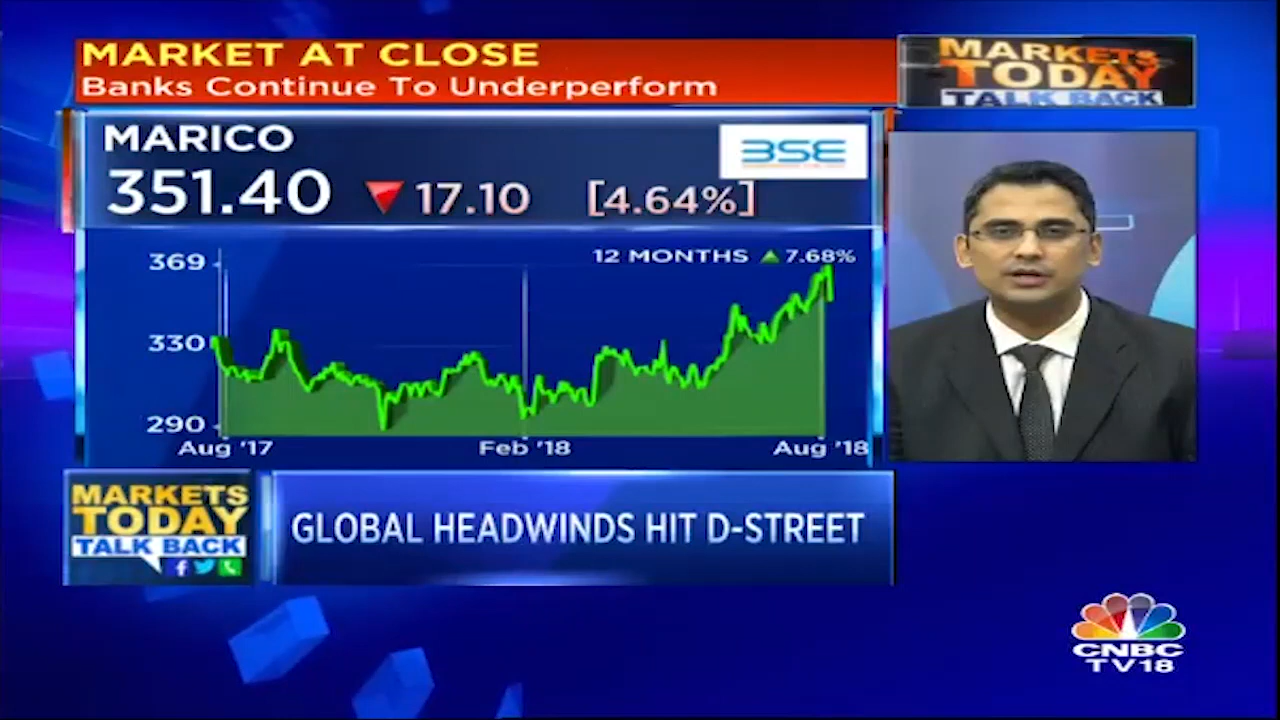 MARKET AT CLOSE
Banks Continue To Underperform
MARKETS
TODAY
TALK BACK
MARICO
BSE
351.40 ▼ 17.10 [4.64%]
12 MONTHS ▲ 7.68%
369
330
290
Aug '17 Feb '18 Aug '18
MARKETS
TODAY
TALK BACK
GLOBAL HEADWINDS HIT D-STREET
CNBC
TV18